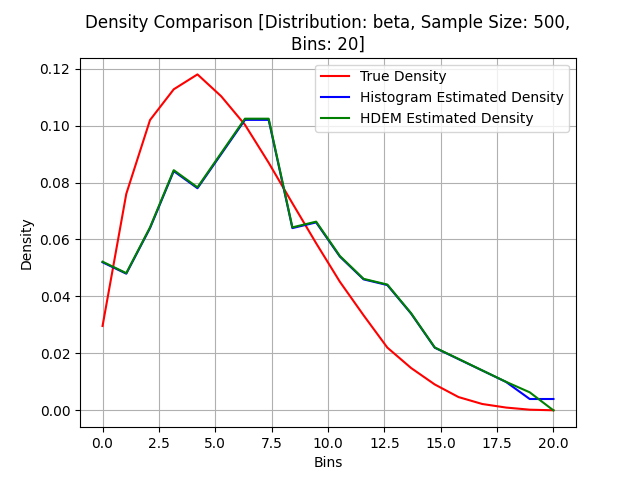 Density Comparison [Distribution: beta, Sample Size: 500,
Bins: 20]
True Density
Histogram Estimated Density
HDEM Estimated Density
Density
0.12
0.10
0.08
0.06
0.04
0.02
0.00
0.0 2.5 5.0 7.5 10.0 12.5 15.0 17.5 20.0
Bins